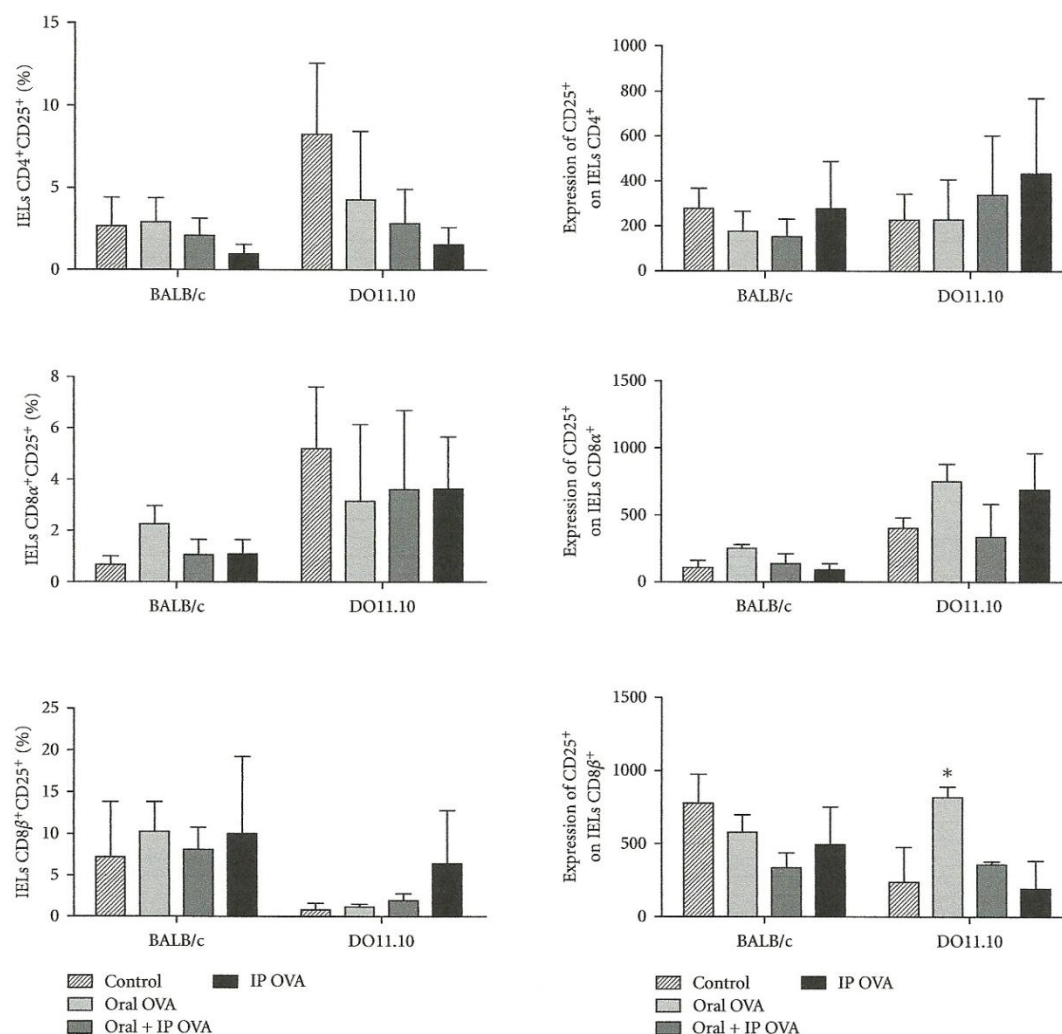 15
10
5
0
IELs CD4⁺CD25⁺ (%)
BALB/c
DO11.10
1000
800
600
400
200
0
Expression of CD25⁺
on IELs CD4⁺
BALB/c
DO11.10
8
6
4
2
0
IELs CD8α⁺CD25⁺ (%)
BALB/c
DO11.10
1500
1000
500
0
Expression of CD25⁺
on IELs CD8α⁺
BALB/c
DO11.10
25
20
15
10
5
0
IELs CD8β⁺CD25⁺ (%)
BALB/c
DO11.10
Control
IP OVA
Oral OVA
Oral + IP OVA
1500
1000
500
0
Expression of CD25⁺
on IELs CD8β⁺
*
BALB/c
DO11.10
Control
IP OVA
Oral OVA
Oral + IP OVA